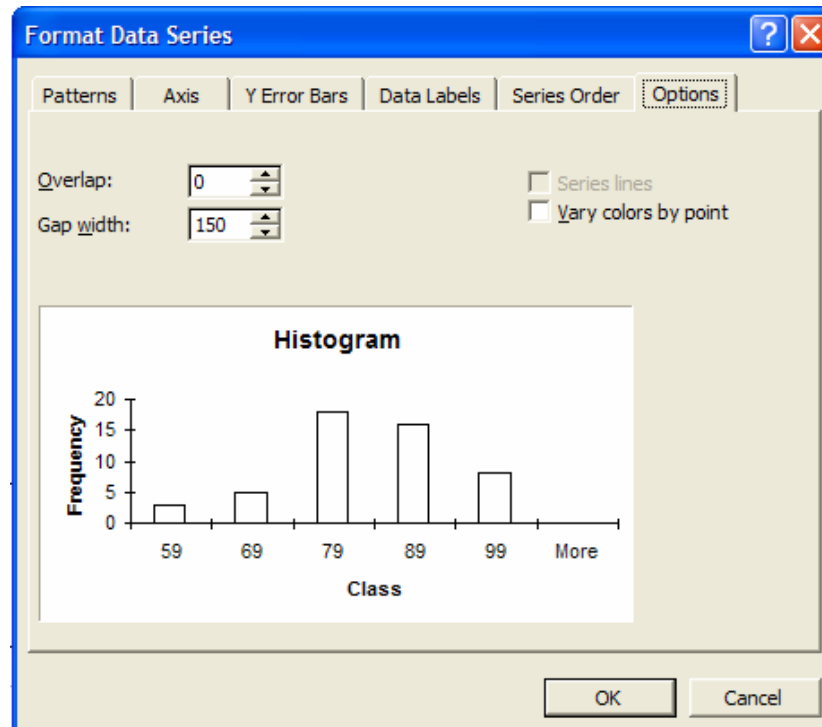 Format Data Series
Patterns Axis Y Error Bars Data Labels Series Order Options
Overlap: 0
Gap width: 150
Series lines
Vary colors by point
Histogram
Frequency
20
15
10
5
0
59 69 79 89 99 More
Class
OK Cancel